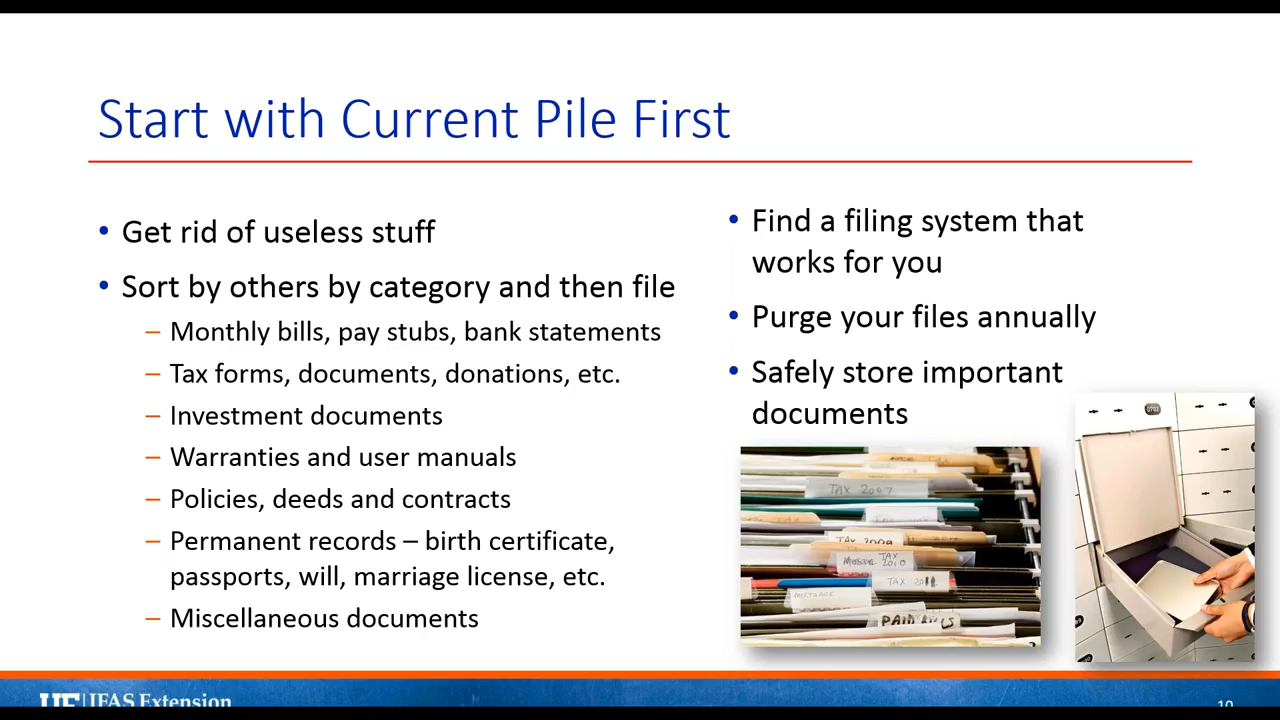 Start with Current Pile First
• Get rid of useless stuff
• Sort by others by category and then file
– Monthly bills, pay stubs, bank statements
– Tax forms, documents, donations, etc.
– Investment documents
– Warranties and user manuals
– Policies, deeds and contracts
– Permanent records – birth certificate,
passports, will, marriage license, etc.
– Miscellaneous documents
• Find a filing system that
works for you
• Purge your files annually
• Safely store important
documents
TAX 2007
TAX 2009
TAX
2010
TAX 2011
MORTGAGE
PAID BILLS
0702
UF IFAS Extension
10